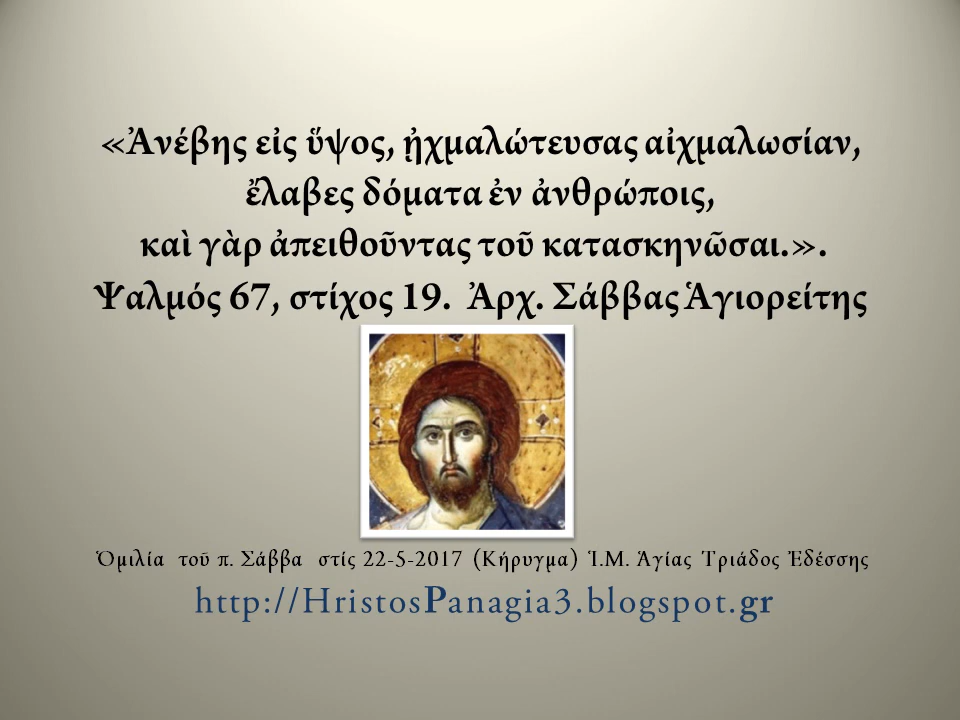 «Ἀνέβης εἰς ὕψος, ᾐχμαλώτευσας αἰχμαλωσίαν,
ἔλαβες δόματα ἐν ἀνθρώποις,
καὶ γὰρ ἀπειθοῦντας τοῦ κατασκηνῶσαι.».
Ψαλμός 67, στίχος 19. Ἀρχ. Σάββας Ἁγιορείτης
Ὁμιλία τοῦ π. Σάββα στίς 22-5-2017 (Κήρυγμα) Ἱ.Μ. Ἁγίας Τριάδος Ἐδέσσης
http://HristosPanagia3.blogspot.gr